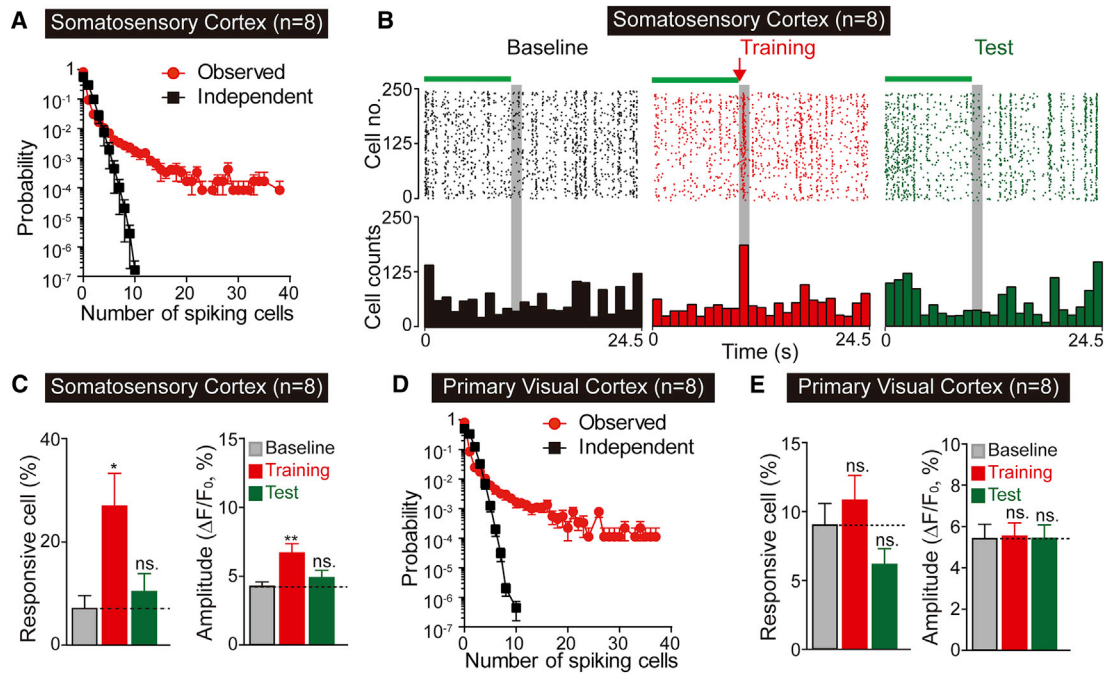 A Somatosensory Cortex (n=8)
Observed
Independent
1
10-1
10-2
10-3
10-4
10-5
10-6
10-7
Probability
0 10 20 30 40
Number of spiking cells
B Somatosensory Cortex (n=8)
Baseline Training Test
250
125
0
Cell no.
250
125
0
Cell counts
0 24.5 0 24.5 0 24.5
Time (s)
C Somatosensory Cortex (n=8)
40
20
0
Responsive cell (%)
*
ns.
15
10
5
0
Amplitude (ΔF/F0, %)
Baseline
Training
Test
**
ns.
D Primary Visual Cortex (n=8)
Observed
Independent
1
10-1
10-2
10-3
10-4
10-5
10-6
10-7
Probability
0 10 20 30 40
Number of spiking cells
E Primary Visual Cortex (n=8)
15
10
5
0
Responsive cell (%)
ns.
ns.
10
8
6
4
2
0
Amplitude (ΔF/F0, %)
Baseline
Training
Test
ns. ns.